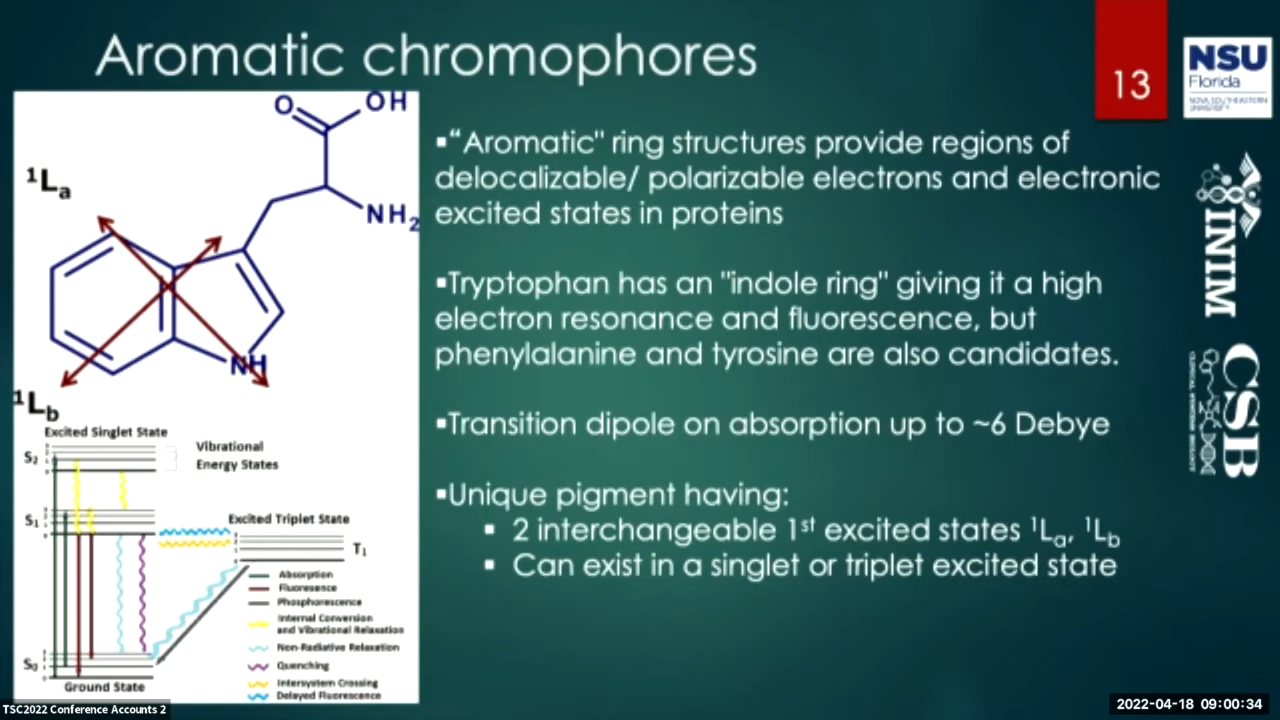 Aromatic chromophores
13
NSU
Florida
NOVA SOUTHEASTERN
UNIVERSITY
O
OH
NH2
NH
¹La
¹Lb
▪“Aromatic" ring structures provide regions of
delocalizable/ polarizable electrons and electronic
excited states in proteins
▪Tryptophan has an "indole ring" giving it a high
electron resonance and fluorescence, but
phenylalanine and tyrosine are also candidates.
▪Transition dipole on absorption up to ~6 Debye
▪Unique pigment having:
▪ 2 interchangeable 1st excited states ¹La, ¹Lb
▪ Can exist in a singlet or triplet excited state
INIM
CSB
Excited Singlet State
S2
Vibrational
Energy States
S1
Excited Triplet State
T1
Absorption
Fluoresence
Phosphorescence
Internal Conversion
and Vibrational Relaxation
Non-Radiative Relaxation
Quenching
Intersystem Crossing
Delayed Fluorescence
S0
Ground State
TSC2022 Conference Accounts 2
2022-04-18 09:00:34